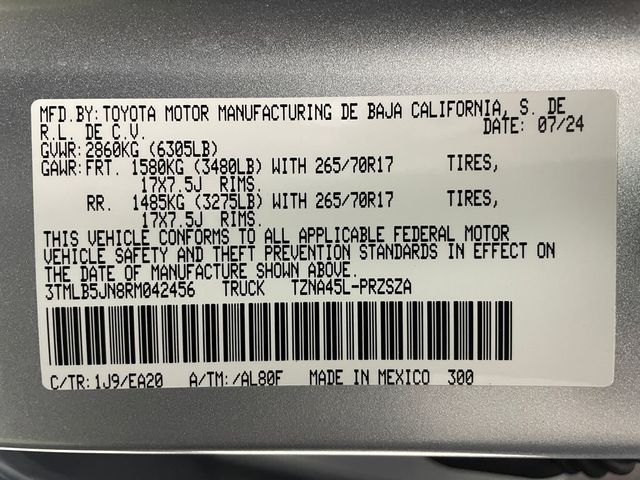 MFD.BY:TOYOTA MOTOR MANUFACTURING DE BAJA CALIFORNIA, S. DE
R.L. DE C.V. DATE: 07/24
GVWR:2860KG (6305LB)
GAWR:FRT. 1580KG (3480LB) WITH 265/70R17 TIRES,
17X7.5J RIMS.
RR. 1485KG (3275LB) WITH 265/70R17 TIRES,
17X7.5J RIMS.
THIS VEHICLE CONFORMS TO ALL APPLICABLE FEDERAL MOTOR
VEHICLE SAFETY AND THEFT PREVENTION STANDARDS IN EFFECT ON
THE DATE OF MANUFACTURE SHOWN ABOVE.
3TMLB5JN8RM042456 TRUCK TZNA45L-PRZSZA
C/TR:1J9/EA20 A/TM:/AL80F MADE IN MEXICO 300